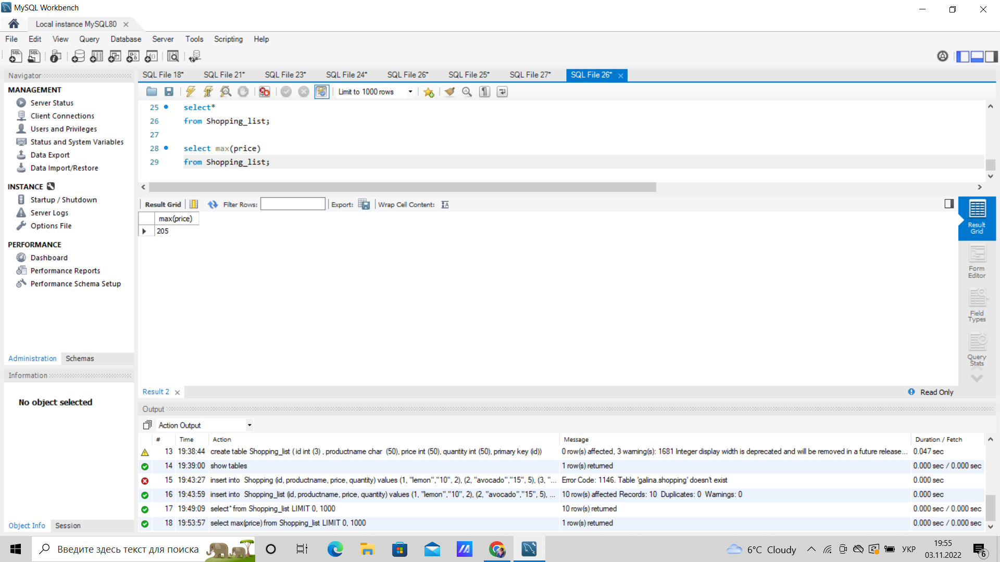 MySQL Workbench
Local instance MySQL80
File Edit View Query Database Server Tools Scripting Help
Navigator
MANAGEMENT
Server Status
Client Connections
Users and Privileges
Status and System Variables
Data Export
Data Import/Restore
INSTANCE
Startup / Shutdown
Server Logs
Options File
PERFORMANCE
Dashboard
Performance Reports
Performance Schema Setup
Administration Schemas
Information
No object selected
Object Info Session
SQL File 18* SQL File 21* SQL File 23* SQL File 24* SQL File 26* SQL File 25* SQL File 27* SQL File 26*
Limit to 1000 rows
25 select*
26 from Shopping_list;
27
28 select max(price)
29 from Shopping_list;
Result Grid Filter Rows: Export: Wrap Cell Content:
max(price)
205
Result Grid
Form Editor
Field Types
Query Stats
Result 2
Read Only
Output
Action Output
# Time Action Message Duration / Fetch
13 19:38:44 create table Shopping_list ( id int (3) , productname char (50), price int (50), quantity int (50), primary key (id)) 0 row(s) affected, 3 warning(s): 1681 Integer display width is deprecated and will be removed in a future release... 0.047 sec
14 19:39:00 show tables 1 row(s) returned 0.000 sec / 0.000 sec
15 19:43:27 insert into Shopping (id, productname, price, quantity) values (1, "lemon","10", 2), (2, "avocado","15", 5), (3, "... Error Code: 1146. Table 'galina.shopping' doesn't exist 0.000 sec
16 19:43:59 insert into Shopping_list (id, productname, price, quantity) values (1, "lemon","10", 2), (2, "avocado","15", 5), ... 10 row(s) affected Records: 10 Duplicates: 0 Warnings: 0 0.000 sec
17 19:49:09 select* from Shopping_list LIMIT 0, 1000 10 row(s) returned 0.000 sec / 0.000 sec
18 19:53:57 select max(price) from Shopping_list LIMIT 0, 1000 1 row(s) returned 0.000 sec / 0.000 sec
Введите здесь текст для поиска
6°C Cloudy
УКР
19:55
03.11.2022
6